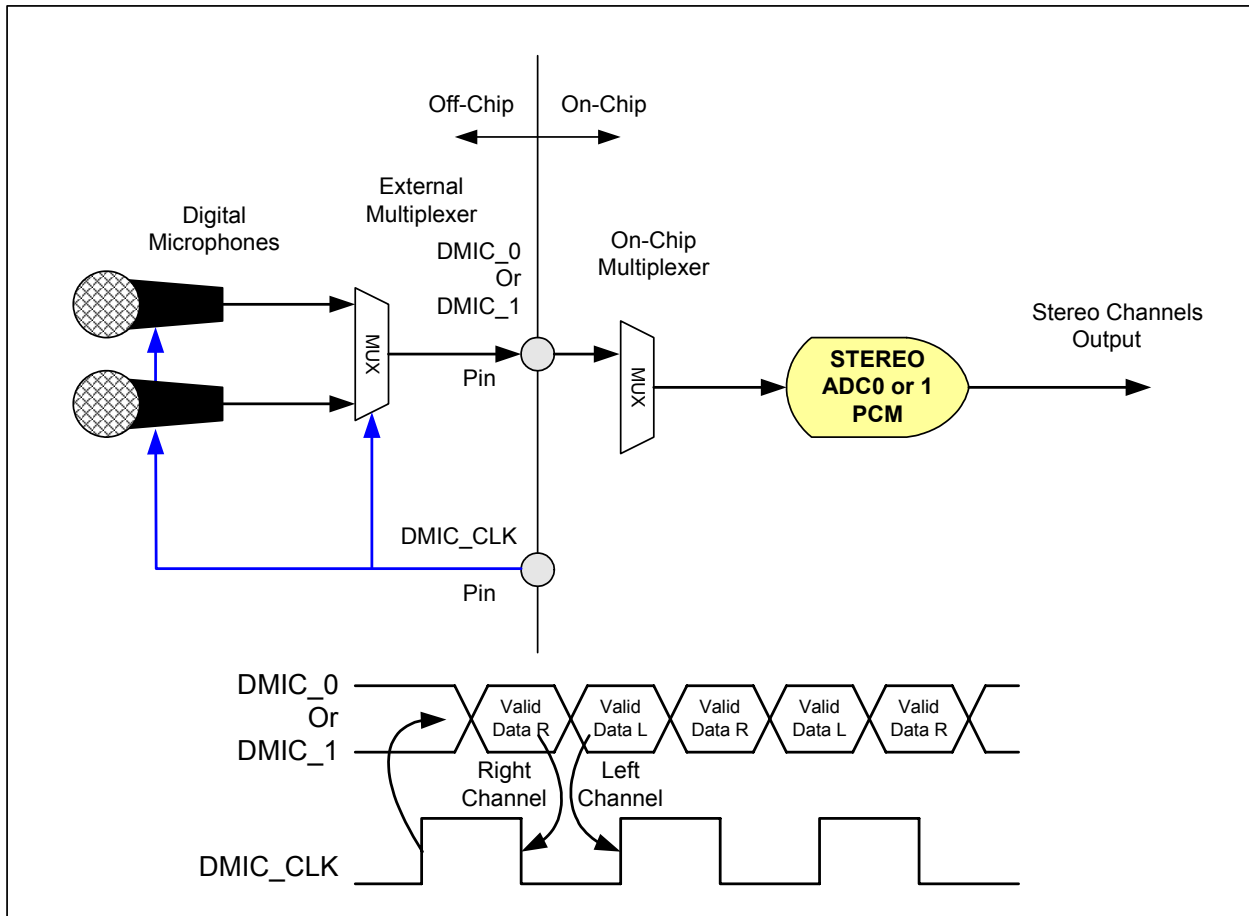 Off-Chip
On-Chip
External
Multiplexer
Digital
Microphones
DMIC_0
Or
DMIC_1
On-Chip
Multiplexer
Stereo Channels
Output
MUX
MUX
STEREO
ADC0 or 1
PCM
Pin
DMIC_CLK
Pin
DMIC_0
Or
DMIC_1
Valid
Data R
Valid
Data L
Valid
Data R
Valid
Data L
Valid
Data R
Right
Channel
Left
Channel
DMIC_CLK